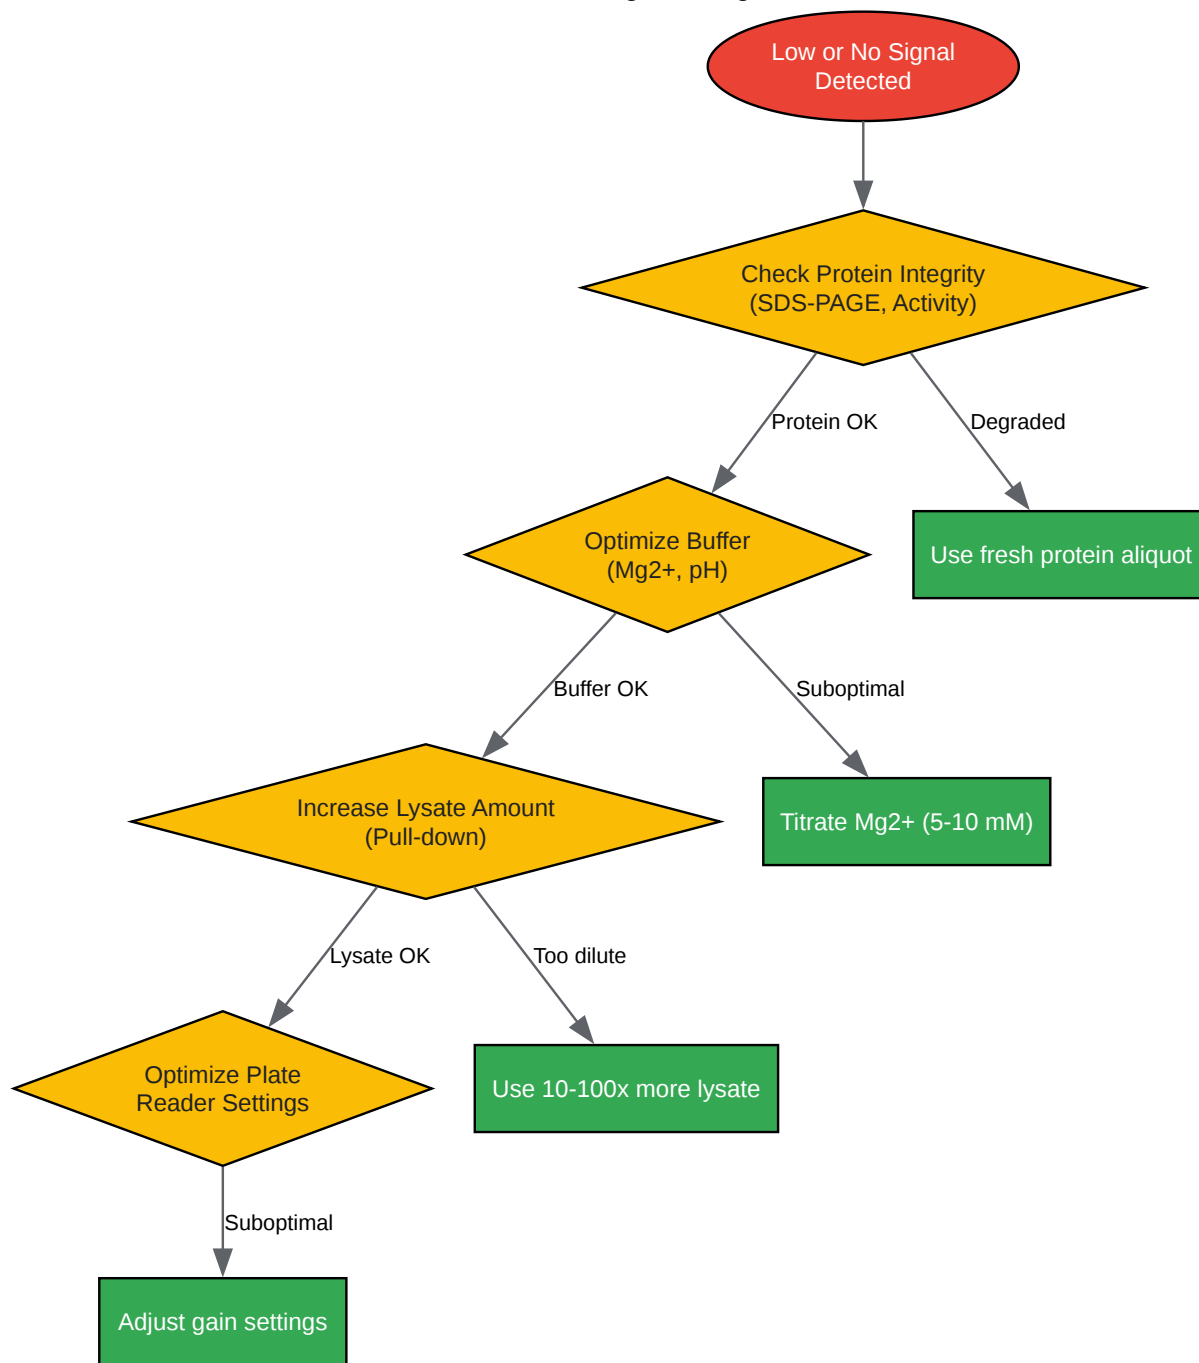 Low or No Signal
Detected
Check Protein Integrity
(SDS-PAGE, Activity)
Protein OK
Degraded
Optimize Buffer
(Mg2+, pH)
Use fresh protein aliquot
Buffer OK
Suboptimal
Increase Lysate Amount
(Pull-down)
Titrate Mg2+ (5-10 mM)
Lysate OK
Too dilute
Optimize Plate
Reader Settings
Use 10-100x more lysate
Suboptimal
Adjust gain settings